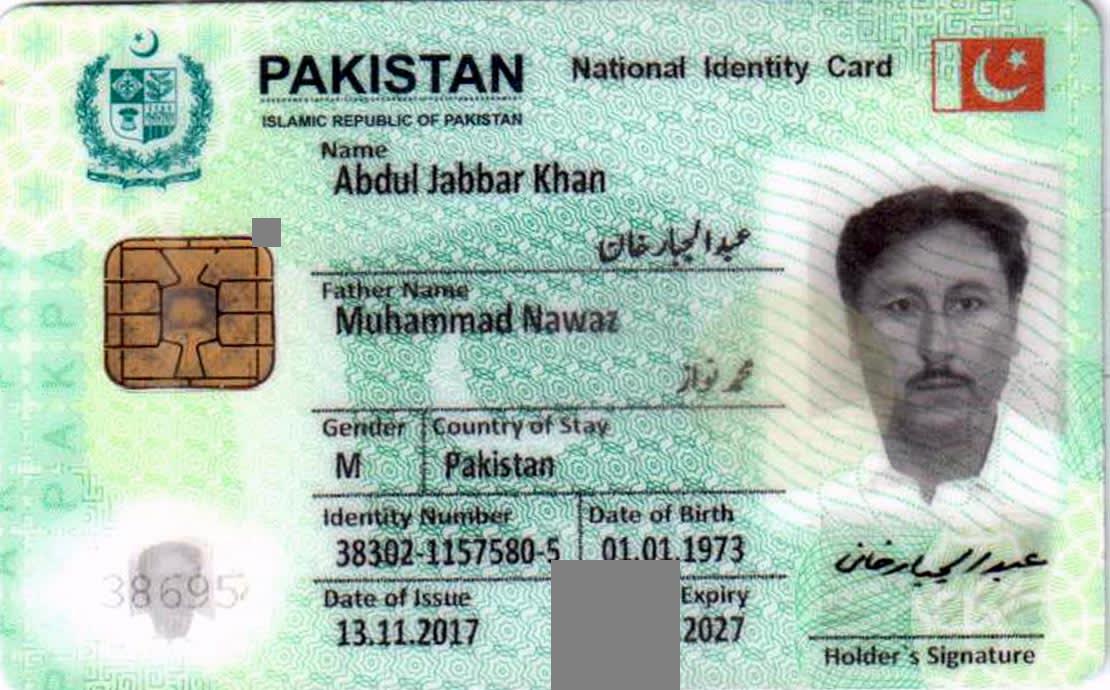 PAKISTAN National Identity Card
ISLAMIC REPUBLIC OF PAKISTAN
Name
Abdul Jabbar Khan
عبدالجبار خان
Father Name
Muhammad Nawaz
محمد نواز
Gender Country of Stay
M Pakistan
Identity Number Date of Birth
38302-1157580-5 01.01.1973
Date of Issue Expiry
13.11.2017 2027
38695
عبدالجبار خان
Holder`s Signature
PAKPA